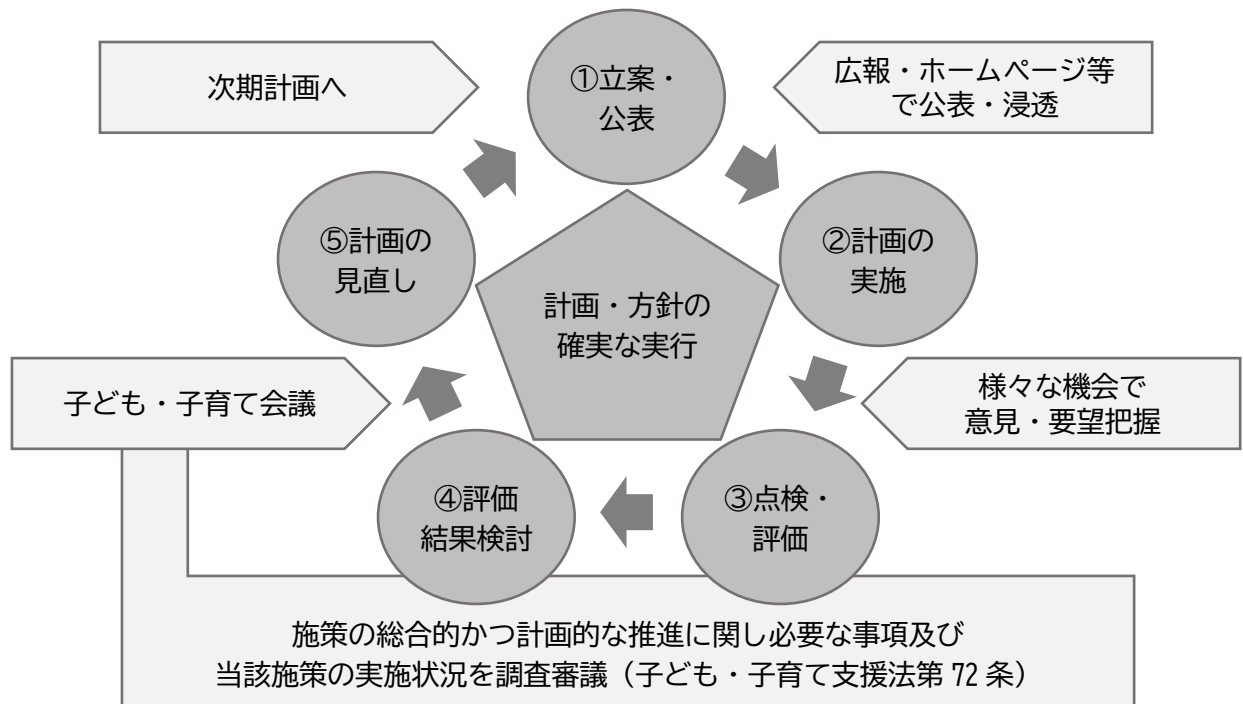 ①立案・
公表
次期計画へ
広報・ホームページ等
で公表・浸透
⑤計画の
見直し
②計画の
実施
計画・方針の
確実な実行
子ども・子育て会議
様々な機会で
意見・要望把握
④評価
結果検討
③点検・
評価
施策の総合的かつ計画的な推進に関し必要な事項及び
当該施策の実施状況を調査審議（子ども・子育て支援法第 72 条）